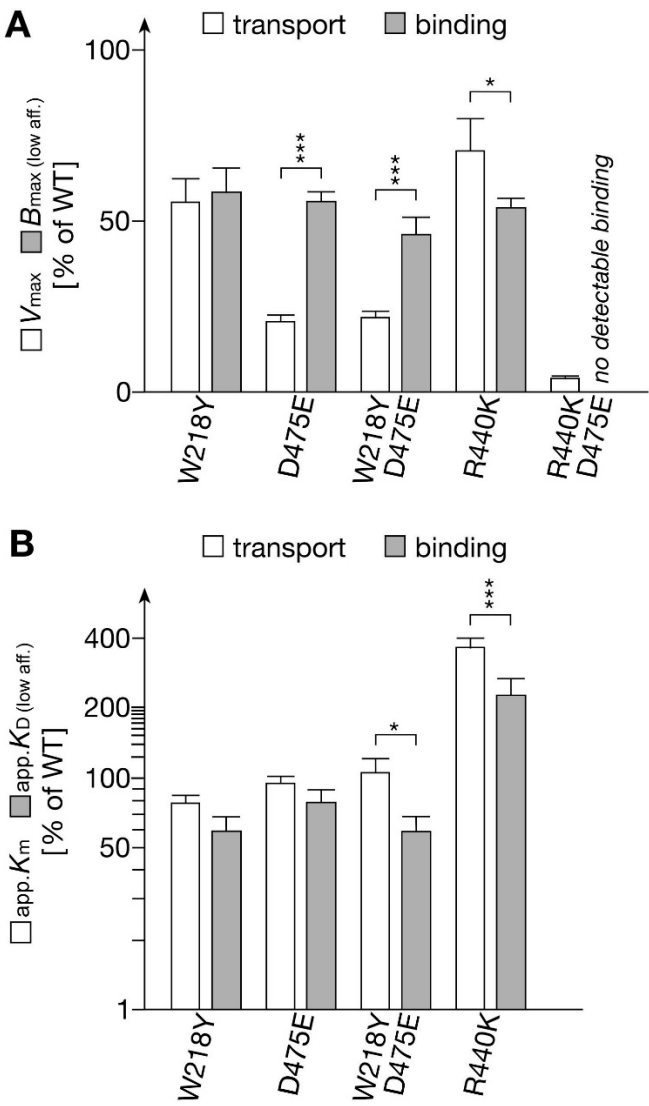 A
transport binding
Vmax Bmax (low aff.)
[% of WT]
100
50
0
***
***
*
no detectable binding
W218Y
D475E
W218Y
D475E
R440K
R440K
D475E
B
transport binding
app.Km app.KD (low aff.)
[% of WT]
400
200
100
50
1
*
***
W218Y
D475E
W218Y
D475E
R440K